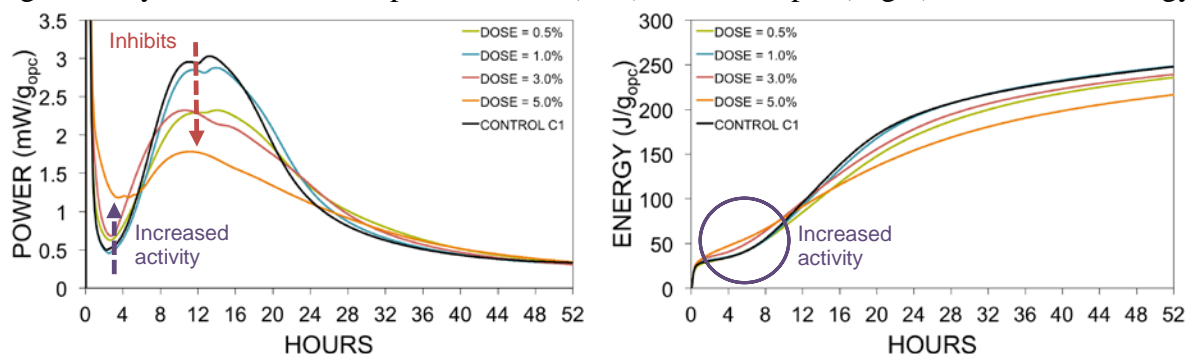 POWER (mW/gopc)
3.5
3
2.5
2
1.5
1
0.5
0
Inhibits
Increased
activity
DOSE = 0.5%
DOSE = 1.0%
DOSE = 3.0%
DOSE = 5.0%
CONTROL C1
0 4 8 12 16 20 24 28 32 36 40 44 48 52
HOURS
ENERGY (J/gopc)
300
250
200
150
100
50
0
DOSE = 0.5%
DOSE = 1.0%
DOSE = 3.0%
DOSE = 5.0%
CONTROL C1
Increased
activity
0 4 8 12 16 20 24 28 32 36 40 44 48 52
HOURS